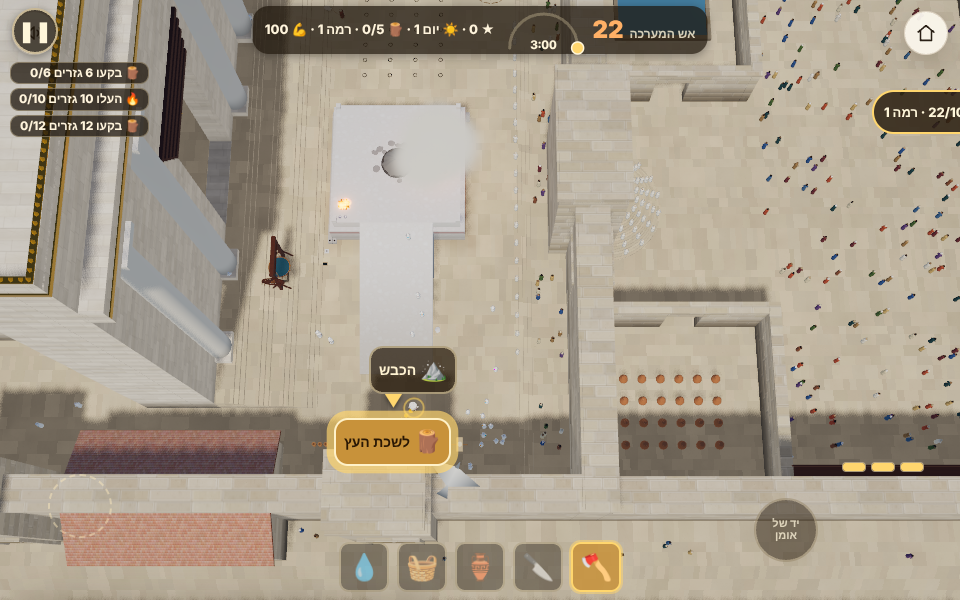 ★ 0 · ☀️ יום 1 · 🪵 0/5 · רמה 1 · 💪 100
3:00
אש המערכה 22
🪵 בקעו 6 גזרים 0/6
🔥 העלו 10 גזרים 0/10
🪵 בקעו 12 גזרים 0/12
22/10 · רמה 1
הכבש
לשכת העץ
יד של
אומן